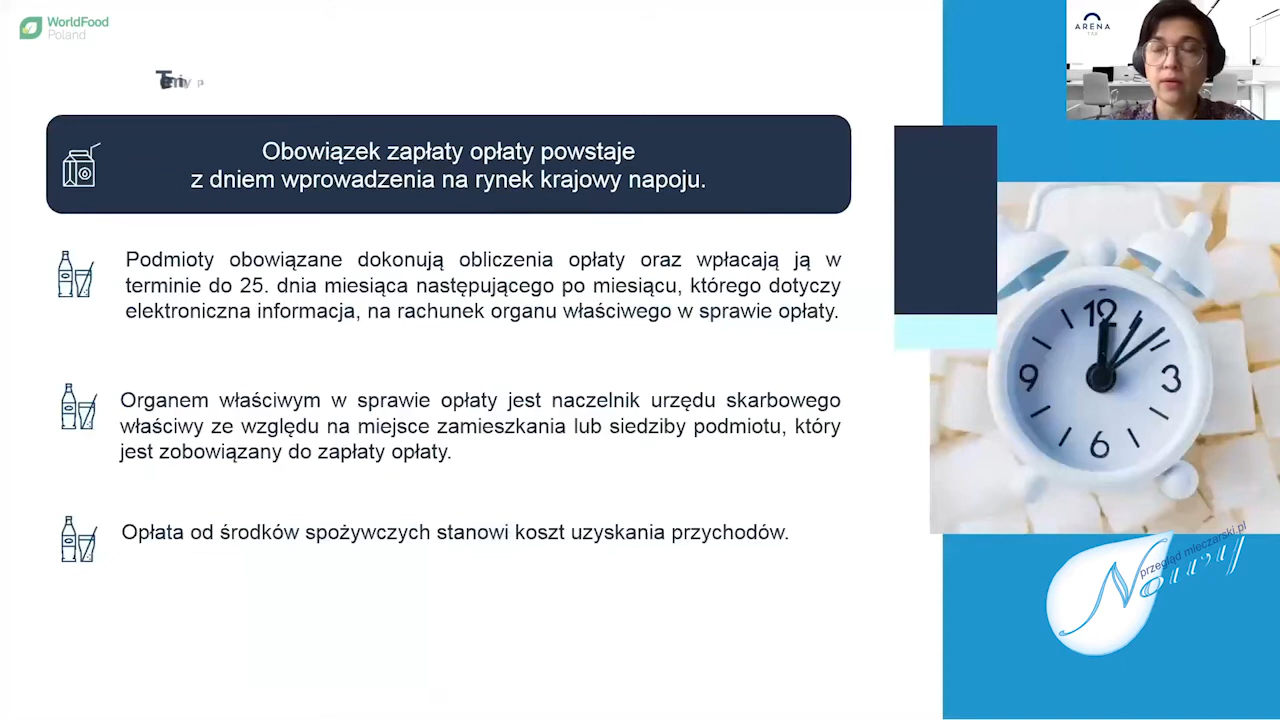 WorldFood
Poland
ARENA
Obowiązek zapłaty opłaty powstaje
z dniem wprowadzenia na rynek krajowy napoju.
Podmioty obowiązane dokonują obliczenia opłaty oraz wpłacają ją w
terminie do 25. dnia miesiąca następującego po miesiącu, którego dotyczy
elektroniczna informacja, na rachunek organu właściwego w sprawie opłaty.
Organem właściwym w sprawie opłaty jest naczelnik urzędu skarbowego
właściwy ze względu na miejsce zamieszkania lub siedziby podmiotu, który
jest zobowiązany do zapłaty opłaty.
Opłata od środków spożywczych stanowi koszt uzyskania przychodów.
12
3
6
9
przegląd mleczarski.pl
Nowy